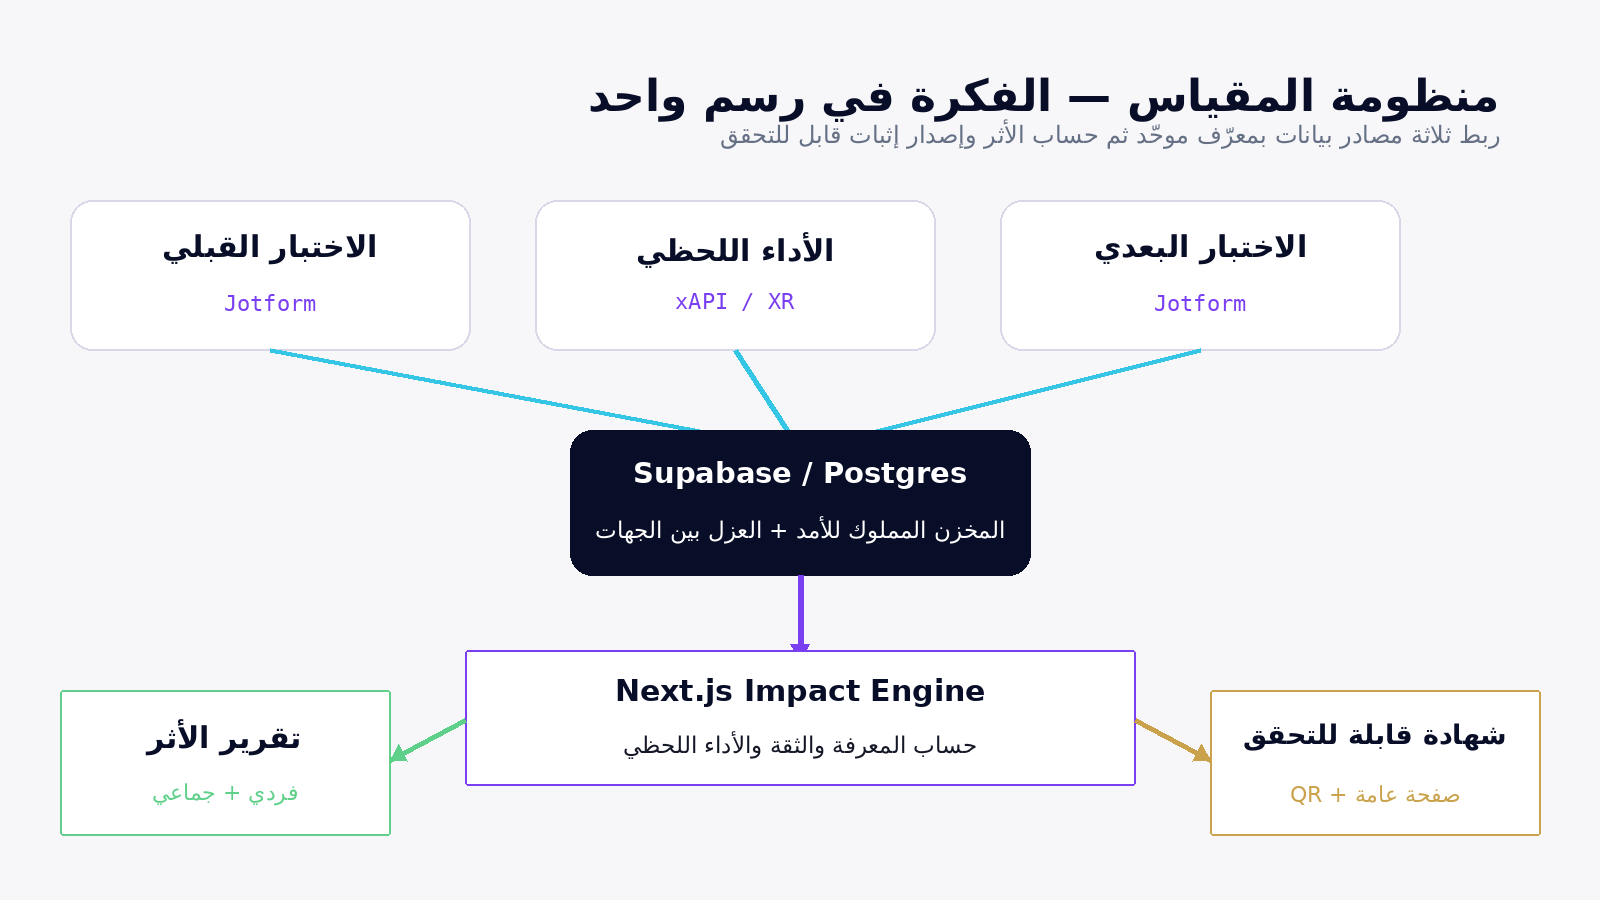 منظومة المقياس — الفكرة في رسم واحد
ربط ثلاثة مصادر بيانات بمعرّف موحّد ثم حساب الأثر وإصدار إثبات قابل للتحقق
الاختبار البعدي
Jotform
الأداء اللحظي
xAPI / XR
الاختبار القبلي
Jotform
Supabase / Postgres
المخزن المملوك للأمد + العزل بين الجهات
Next.js Impact Engine
حساب المعرفة والثقة والأداء اللحظي
شهادة قابلة للتحقق
صفحة عامة + QR
تقرير الأثر
فردي + جماعي